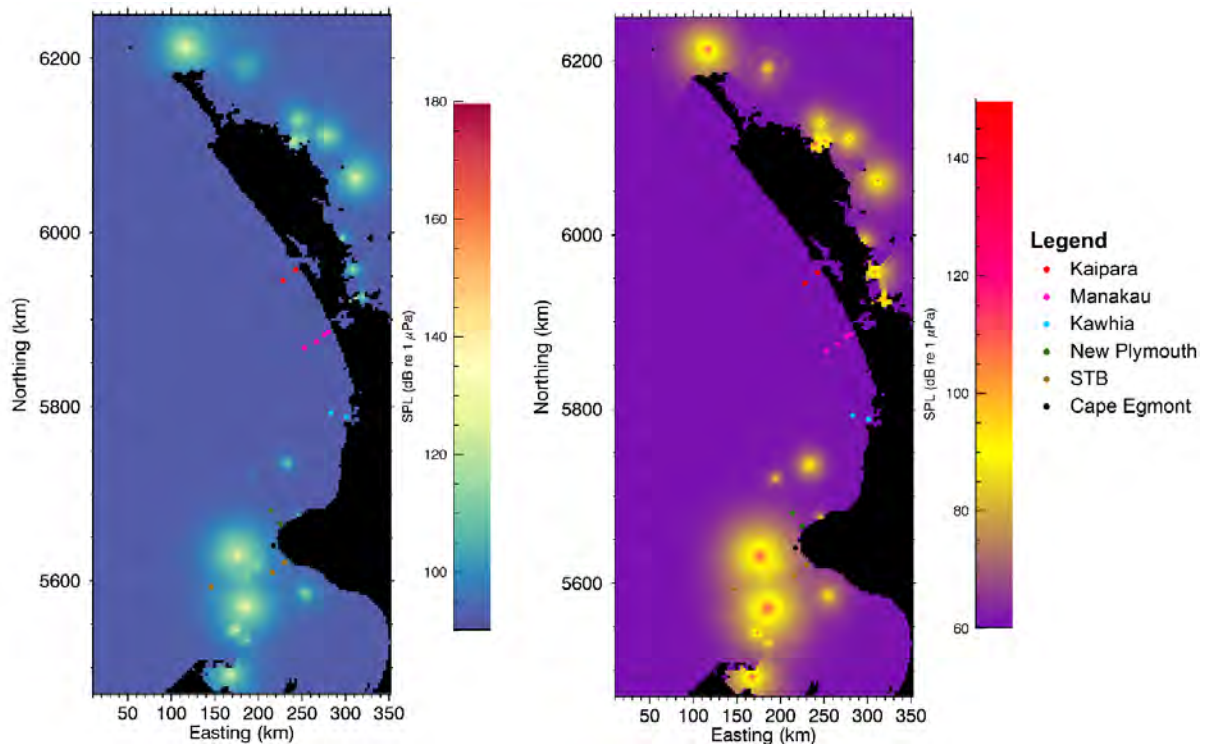 6200
6000
5800
5600
Northing (km)
50 100 150 200 250 300 350
Easting (km)
180
160
140
120
100
SPL (dB re 1 µPa)
6200
6000
5800
5600
Northing (km)
50 100 150 200 250 300 350
Easting (km)
140
120
100
80
60
SPL (dB re 1 µPa)
Legend
Kaipara
Manakau
Kawhia
New Plymouth
STB
Cape Egmont